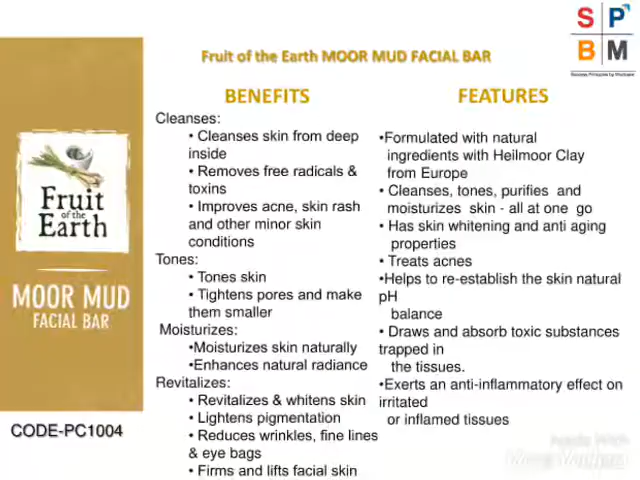 S P
B M
Fruit of the Earth MOOR MUD FACIAL BAR
BENEFITS
Cleanses:
• Cleanses skin from deep
inside
• Removes free radicals &
toxins
• Improves acne, skin rash
and other minor skin
conditions
Tones:
• Tones skin
• Tightens pores and make
them smaller
Moisturizes:
•Moisturizes skin naturally
•Enhances natural radiance
Revitalizes:
• Revitalizes & whitens skin
• Lightens pigmentation
• Reduces wrinkles, fine lines
& eye bags
• Firms and lifts facial skin
FEATURES
•Formulated with natural
ingredients with Heilmoor Clay
from Europe
• Cleanses, tones, purifies and
moisturizes skin - all at one go
• Has skin whitening and anti aging
properties
• Treats acnes
•Helps to re-establish the skin natural
pH
balance
• Draws and absorb toxic substances
trapped in
the tissues.
•Exerts an anti-inflammatory effect on
irritated
or inflamed tissues
Fruit
of the
Earth
MOOR MUD
FACIAL BAR
CODE-PC1004